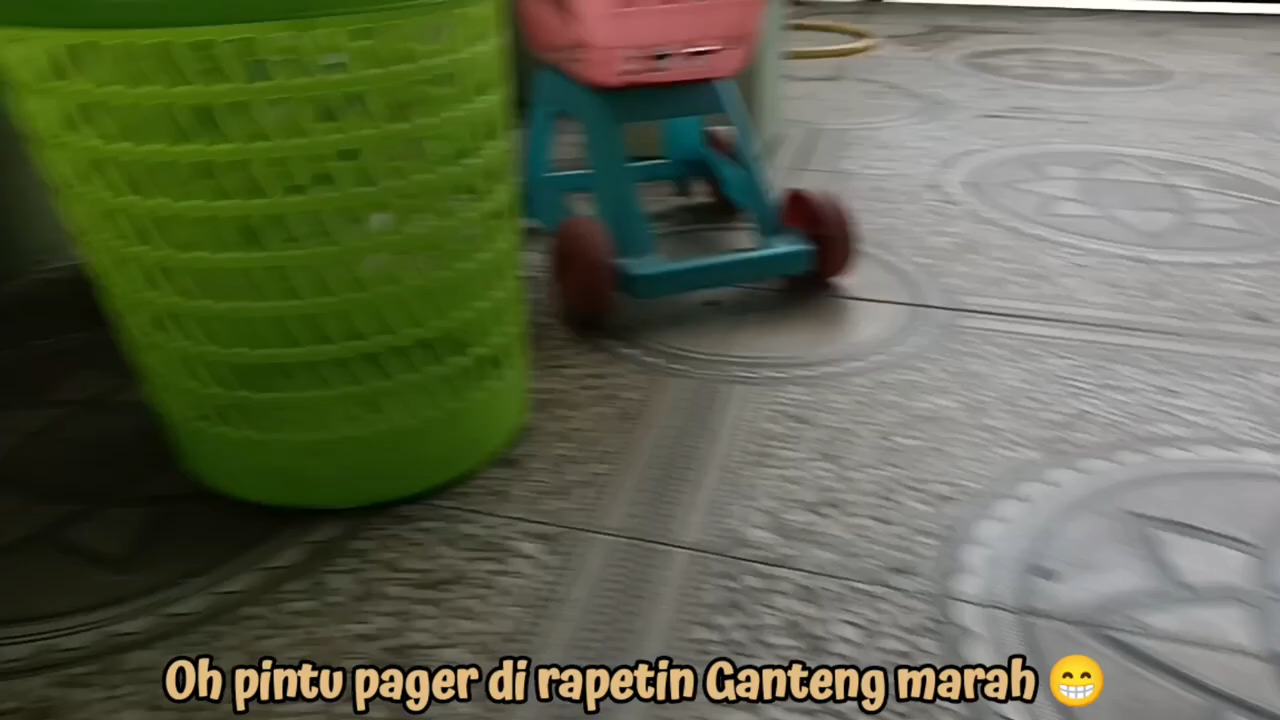 Oh pintu pager di rapetin Ganteng marah 😁